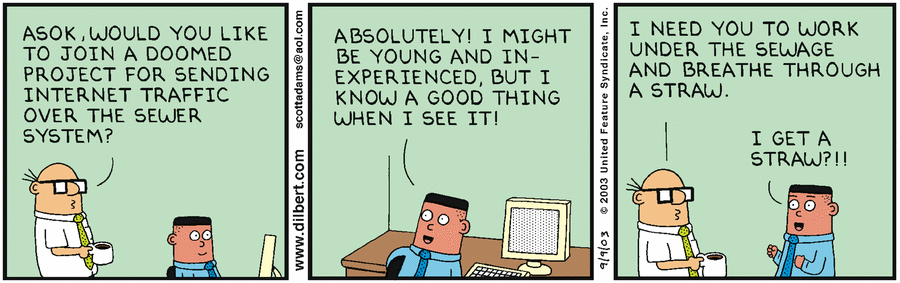 ASOK, WOULD YOU LIKE
TO JOIN A DOOMED
PROJECT FOR SENDING
INTERNET TRAFFIC
OVER THE SEWER
SYSTEM?
www.dilbert.com scottadams@aol.com
ABSOLUTELY! I MIGHT
BE YOUNG AND IN-
EXPERIENCED, BUT I
KNOW A GOOD THING
WHEN I SEE IT!
9/9/03 © 2003 United Feature Syndicate, Inc.
I NEED YOU TO WORK
UNDER THE SEWAGE
AND BREATHE THROUGH
A STRAW.
I GET A
STRAW?!!